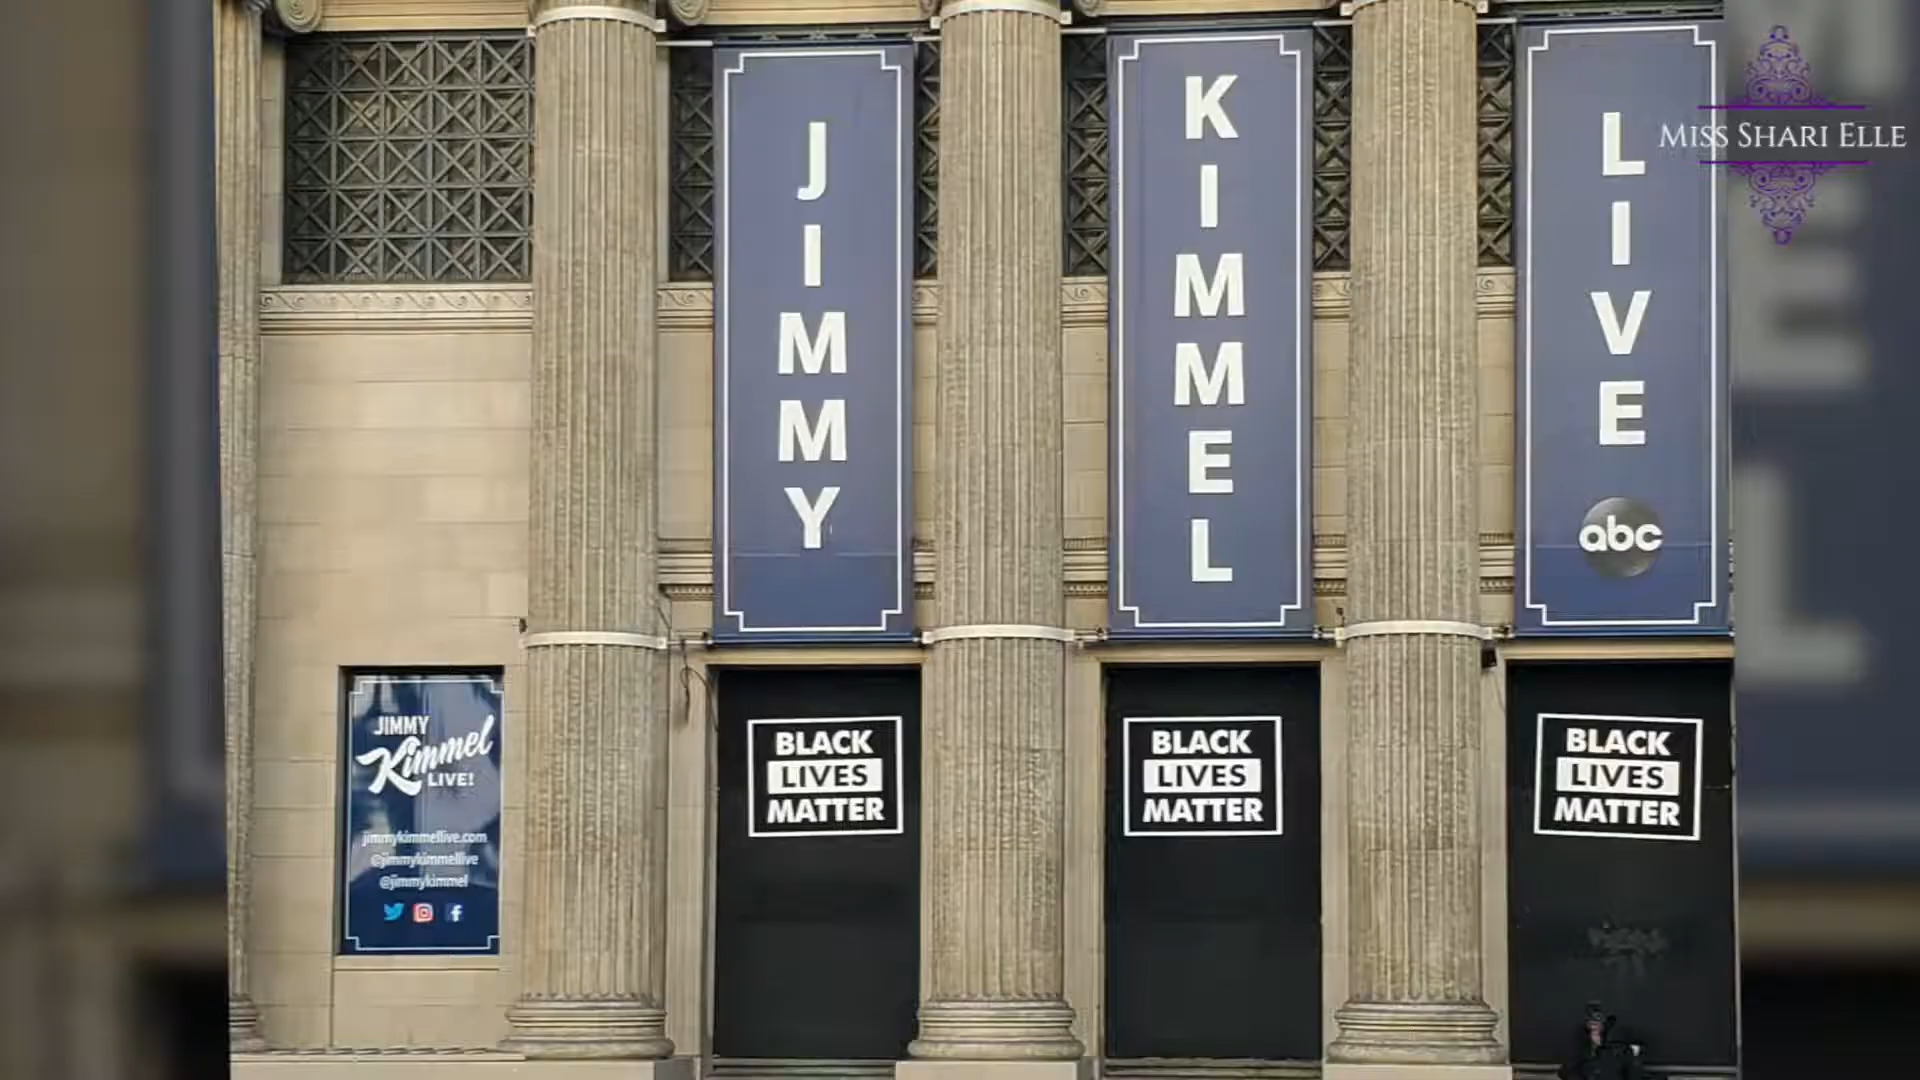 JIMMY
KIMMEL
LIVE
abc
MISS SHARI ELLE
JIMMY
Kimmel
LIVE!
jimmykimmellive.com
@jimmykimmellive
@jimmykimmel
BLACK
LIVES
MATTER
BLACK
LIVES
MATTER
BLACK
LIVES
MATTER